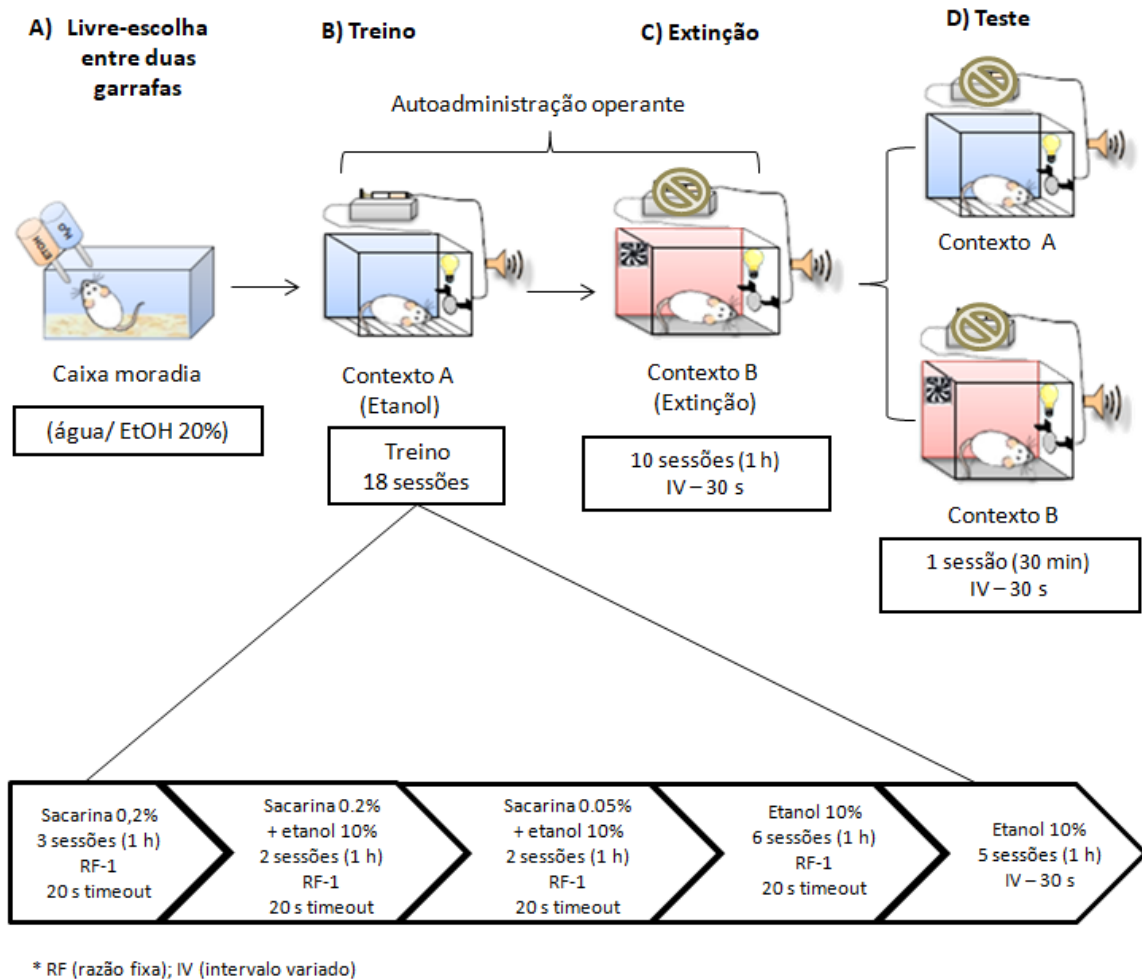 A) Livre-escolha
entre duas
garrafas
B) Treino
C) Extinção
D) Teste
Autoadministração operante
EtOH
H₂O
Caixa moradia
(água/ EtOH 20%)
Contexto A
(Etanol)
Treino
18 sessões
Contexto B
(Extinção)
10 sessões (1 h)
IV – 30 s
Contexto A
Contexto B
1 sessão (30 min)
IV – 30 s
Sacarina 0,2%
3 sessões (1 h)
RF-1
20 s timeout
Sacarina 0.2%
+ etanol 10%
2 sessões (1 h)
RF-1
20 s timeout
Sacarina 0.05%
+ etanol 10%
2 sessões (1 h)
RF-1
20 s timeout
Etanol 10%
6 sessões (1 h)
RF-1
20 s timeout
Etanol 10%
5 sessões (1 h)
IV – 30 s
* RF (razão fixa); IV (intervalo variado)